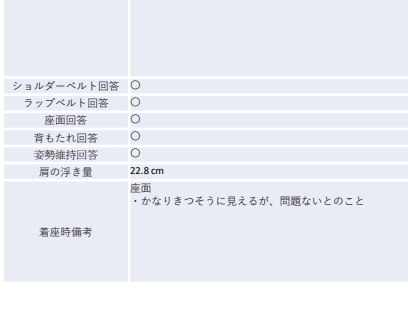 ショルダーベルト回答 〇
ラップベルト回答 〇
座面回答 〇
背もたれ回答 〇
姿勢維持回答 〇
肩の浮き量 22.8 cm
座面
・かなりきつそうに見えるが、問題ないとのこと
着座時備考